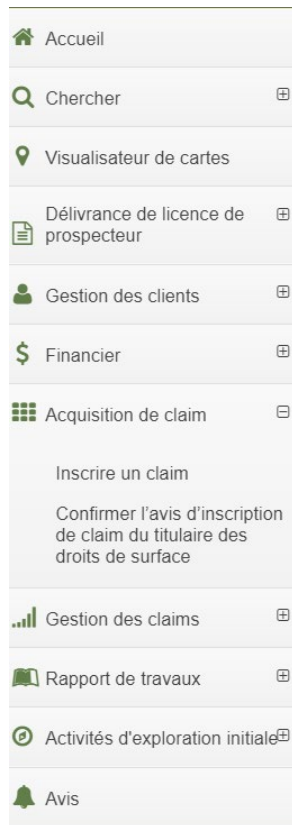 Accueil
Chercher
Visualisateur de cartes
Délivrance de licence de
prospecteur
Gestion des clients
Financier
Acquisition de claim
Inscrire un claim
Confirmer l'avis d'inscription
de claim du titulaire des
droits de surface
Gestion des claims
Rapport de travaux
Activités d'exploration initiale
Avis